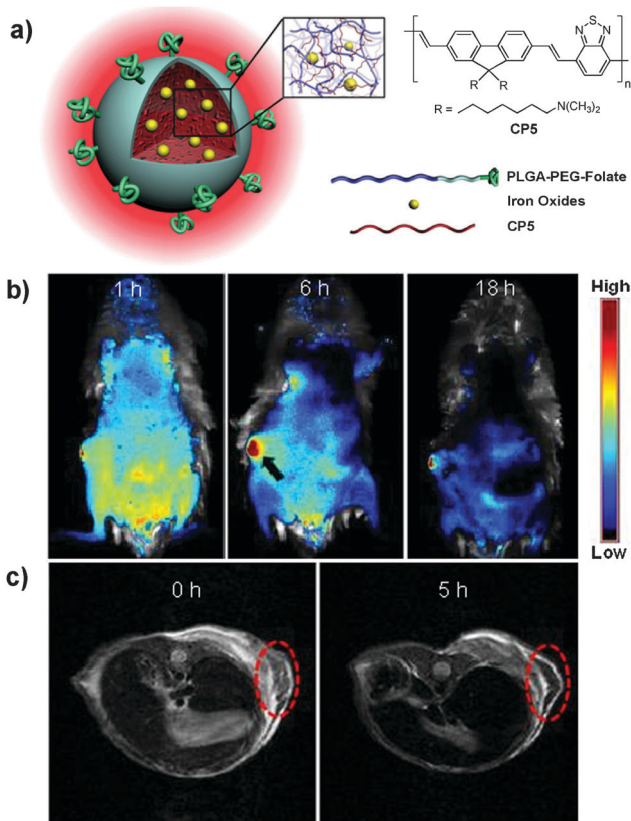 a)
S
N N
n
R R
R = N(CH₃)₂
CP5
PLGA-PEG-Folate
Iron Oxides
CP5
b)
1 h 6 h 18 h
High
Low
c)
0 h 5 h